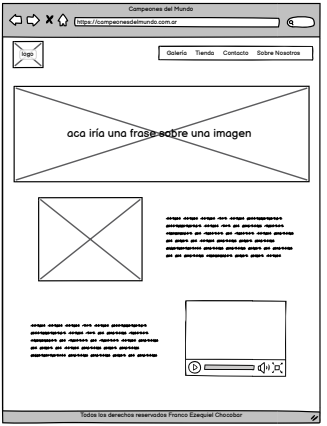 Campeones del Mundo
https://campeonesdelmundo.com.ar
logo
Galería Tienda Contacto Sobre Nosotros
aca iría una frase sobre una imagen
Todos los derechos reservados Franco Ezequiel Chocobar